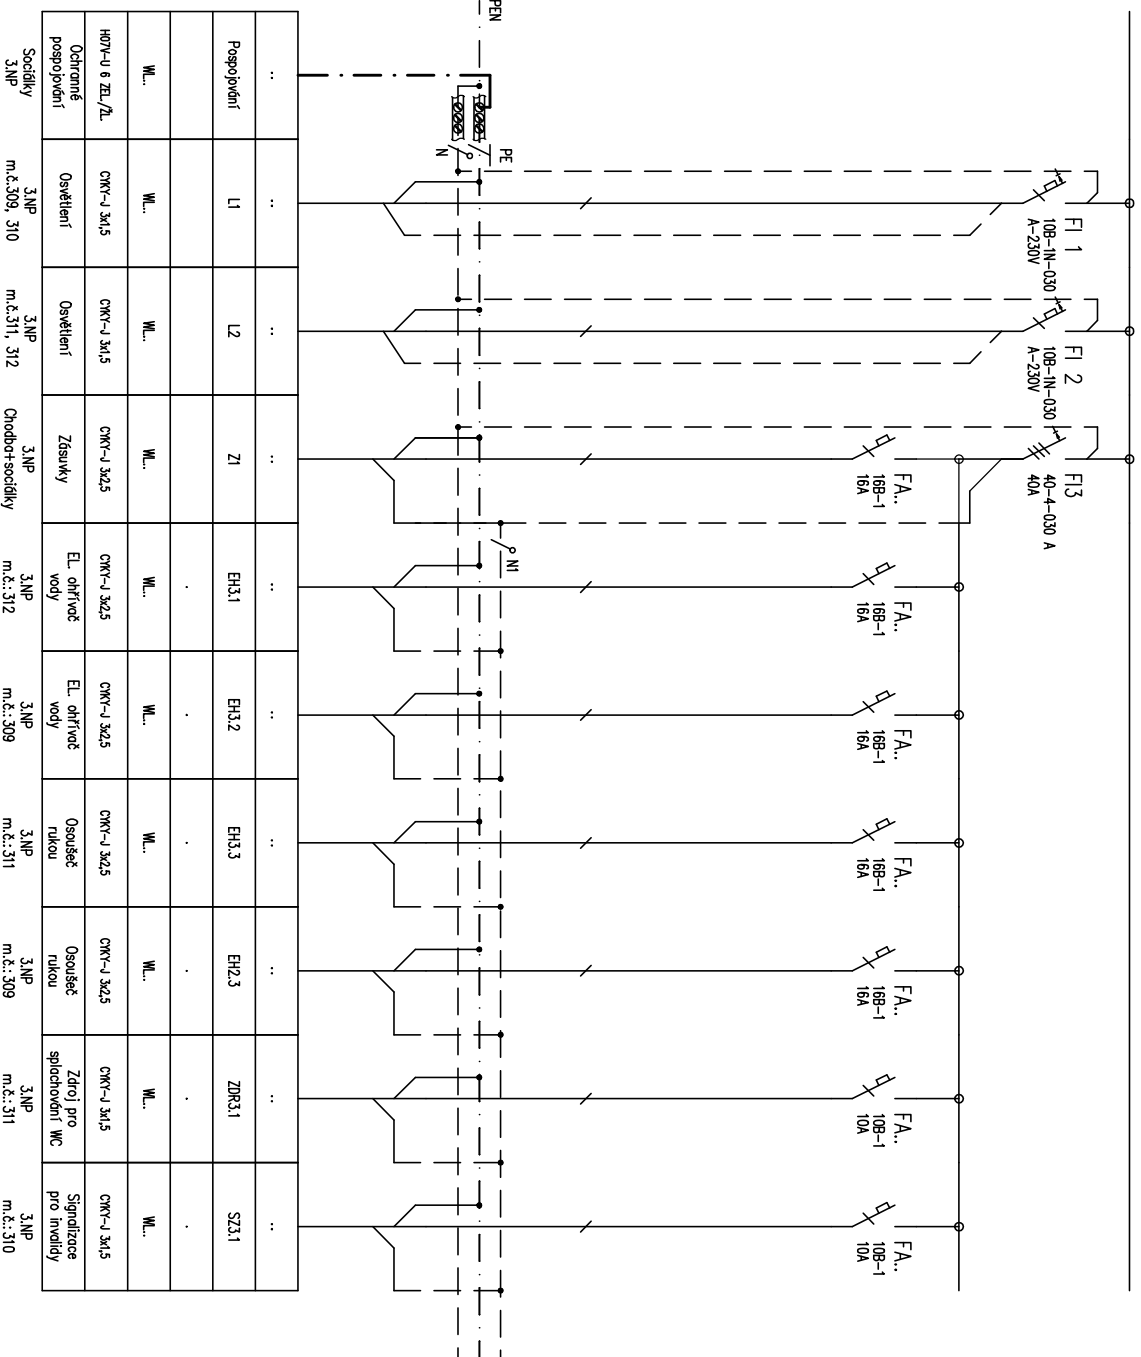 PEN
PE
N
N1
FI 1
10B-1N-030
A-230V
FI 2
10B-1N-030
A-230V
FI3
40-4-030 A
40A
FA..
16B-1
16A
FA..
16B-1
16A
FA..
16B-1
16A
FA..
16B-1
16A
FA..
16B-1
16A
FA..
10B-1
10A
FA..
10B-1
10A
..
Pospojování
WL..
H07V-U 6 ZEL/ŽL
Ochranné
pospojování
Sociálky
3.NP
..
L1
WL..
CYKY-J 3x1,5
Osvětlení
3.NP
m.č.309, 310
..
L2
WL..
CYKY-J 3x1,5
Osvětlení
3.NP
m.č.311, 312
..
Z1
WL..
CYKY-J 3x2,5
Zásuvky
3.NP
Chodba+sociálky
..
EH3.1
.
WL..
CYKY-J 3x2,5
EL. ohřívač
vody
3.NP
m.č.:312
..
EH3.2
.
WL..
CYKY-J 3x2,5
EL. ohřívač
vody
3.NP
m.č.:309
..
EH3.3
.
WL..
CYKY-J 3x2,5
Osoušeč
rukou
3.NP
m.č.:311
..
EH2.3
.
WL..
CYKY-J 3x2,5
Osoušeč
rukou
3.NP
m.č.:309
..
ZDR3.1
.
WL..
CYKY-J 3x1,5
Zdroj pro
splachování WC
3.NP
m.č.:311
..
SZ3.1
.
WL..
CYKY-J 3x1,5
Signalizace
pro invalidy
3.NP
m.č.:310